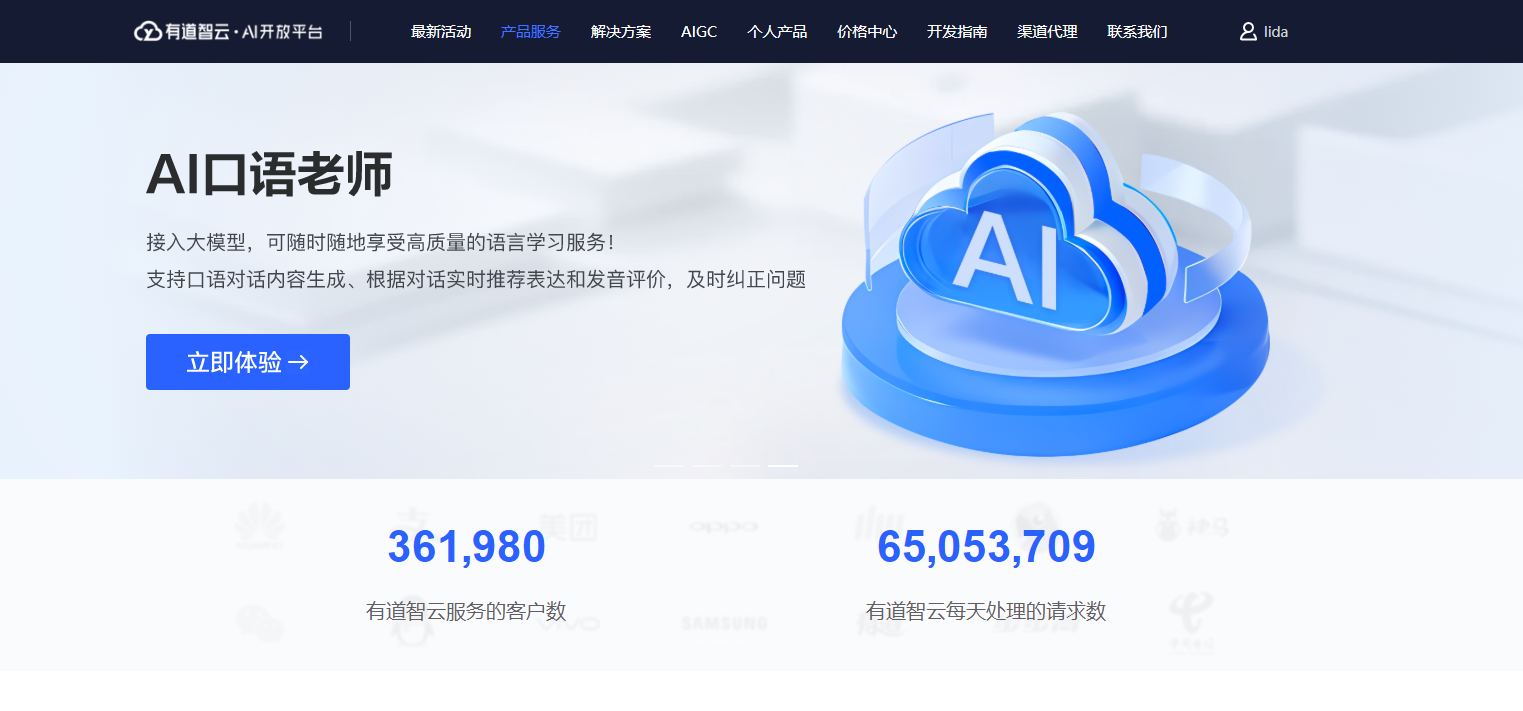 有道智云·AI开放平台
最新活动 产品服务 解决方案 AIGC 个人产品 价格中心 开发指南 渠道代理 联系我们 lida
AI口语老师
接入大模型，可随时随地享受高质量的语言学习服务！
支持口语对话内容生成、根据对话实时推荐表达和发音评价，及时纠正问题
立即体验→
AI
美团 oppo 神马
361,980 65,053,709
有道智云服务的客户数 有道智云每天处理的请求数
vivo SAMSUNG